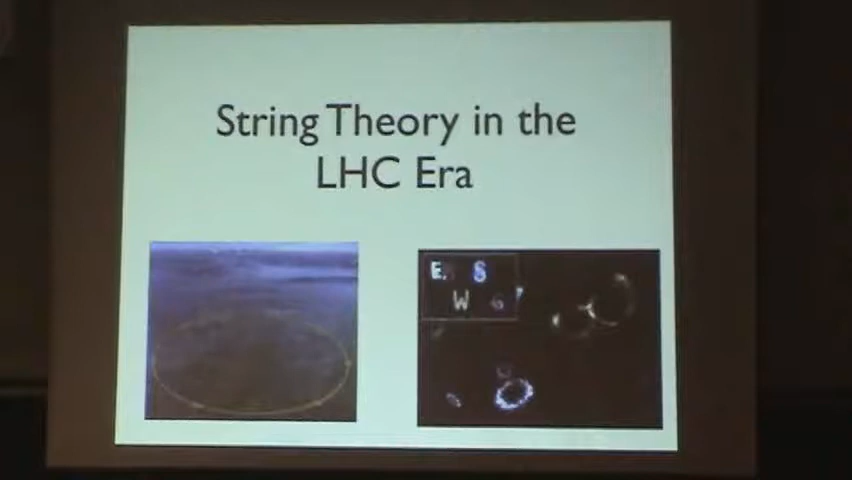 String Theory in the
LHC Era
E. S
W